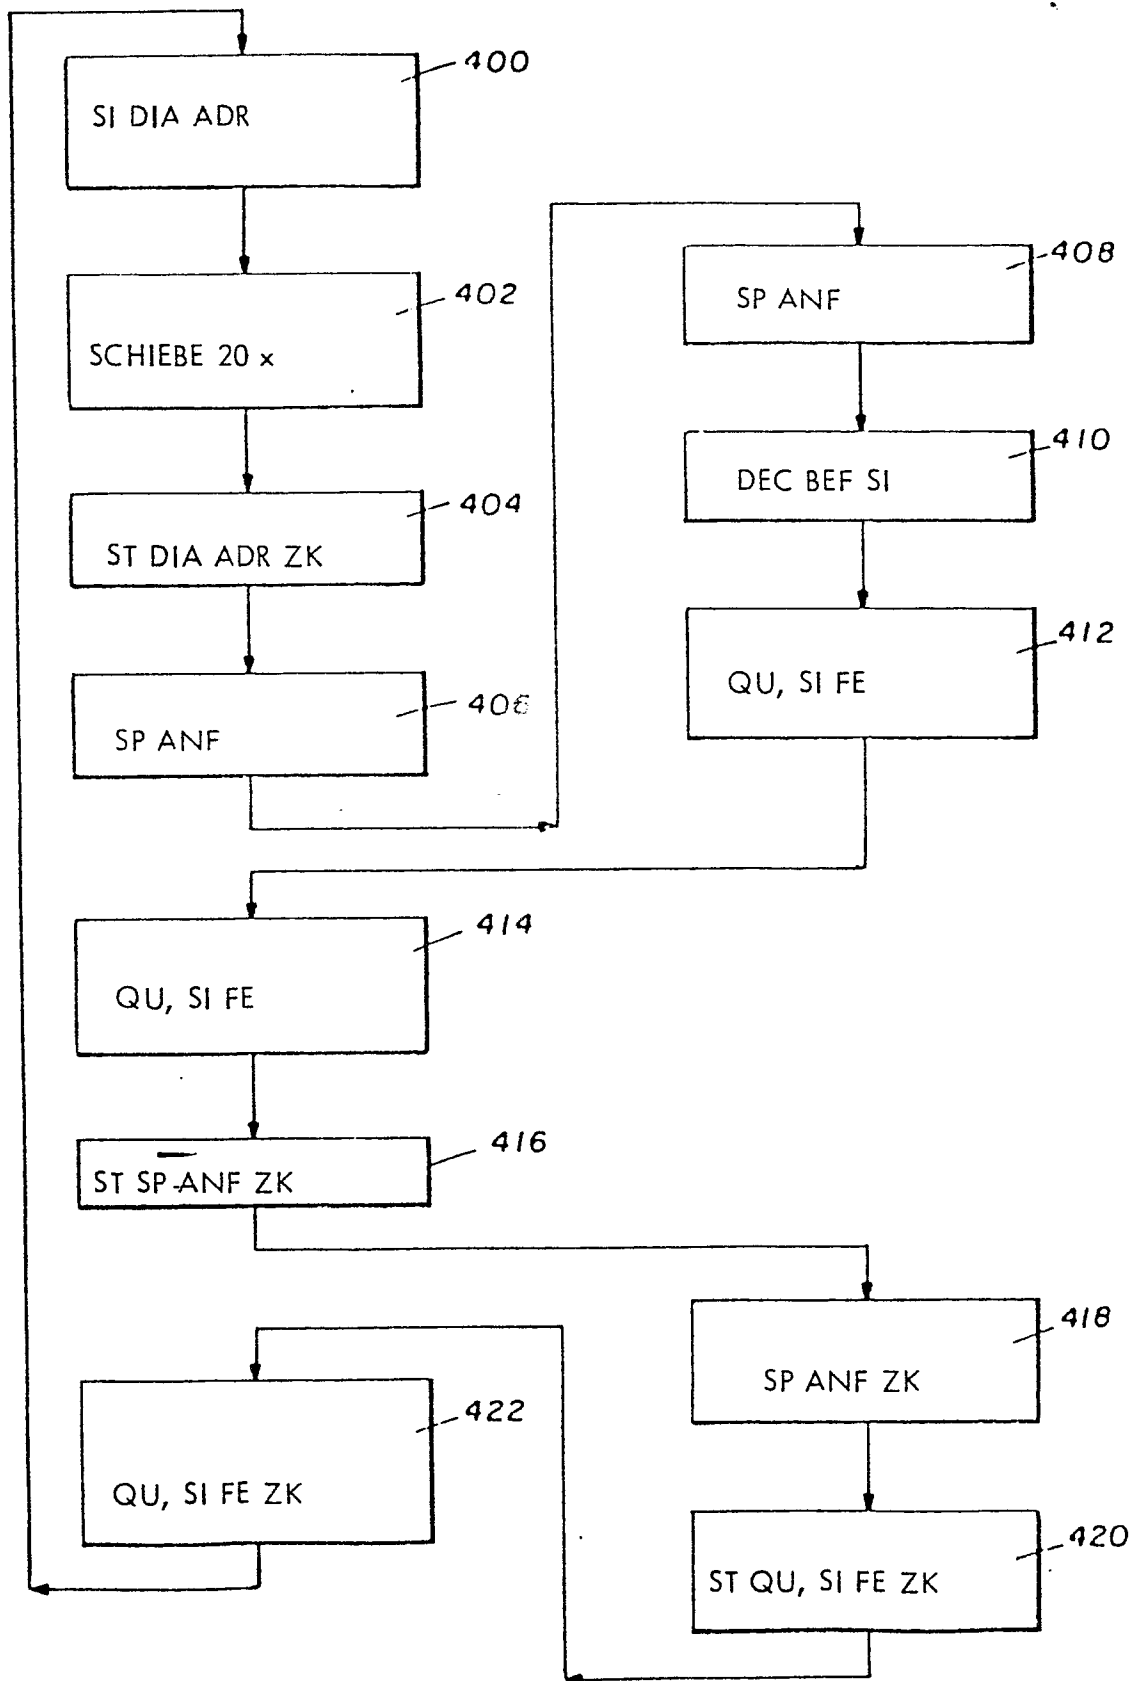 400
SI DIA ADR
402
SCHIEBE 20 x
404
ST DIA ADR ZK
406
SP ANF
408
SP ANF
410
DEC BEF SI
412
QU, SI FE
414
QU, SI FE
416
ST SP-ANF ZK
418
SP ANF ZK
420
ST QU, SI FE ZK
422
QU, SI FE ZK